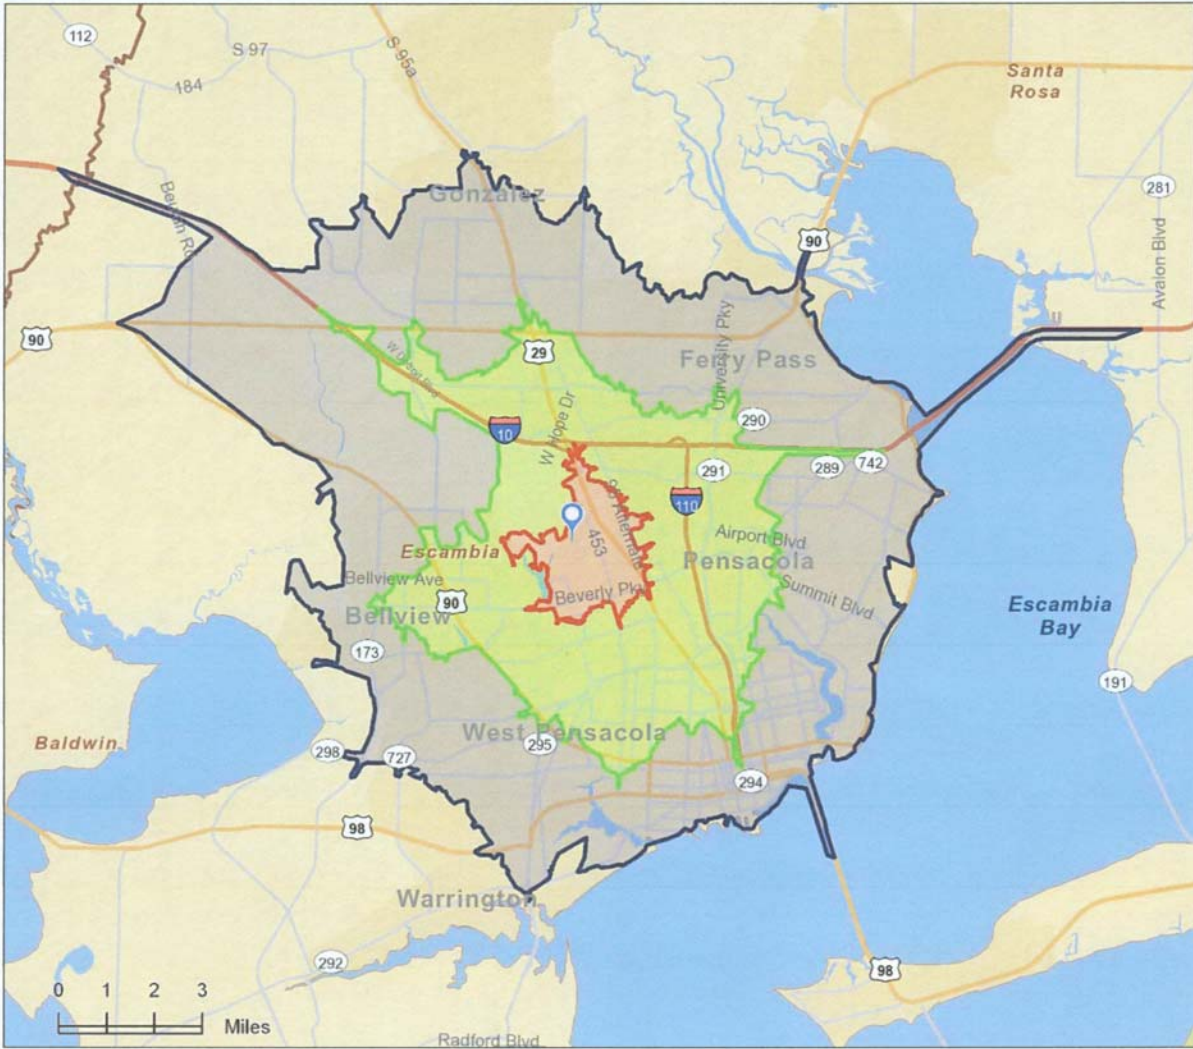 112
S 97
S 95a
184
Santa
Rosa
281
Avalon Blvd
Gonzalez
90
90
University Pky
29
Ferry Pass
W Hope Dr
290
10
291
289
742
110
Airport Blvd
453
Escambia
Pensacola
Bellview Ave
90
Beverly Pky
Summit Blvd
Bellview
Escambia
Bay
173
191
West Pensacola
Baldwin
298
727
295
294
98
Warrington
292
98
0 1 2 3
Miles
Radford Blvd